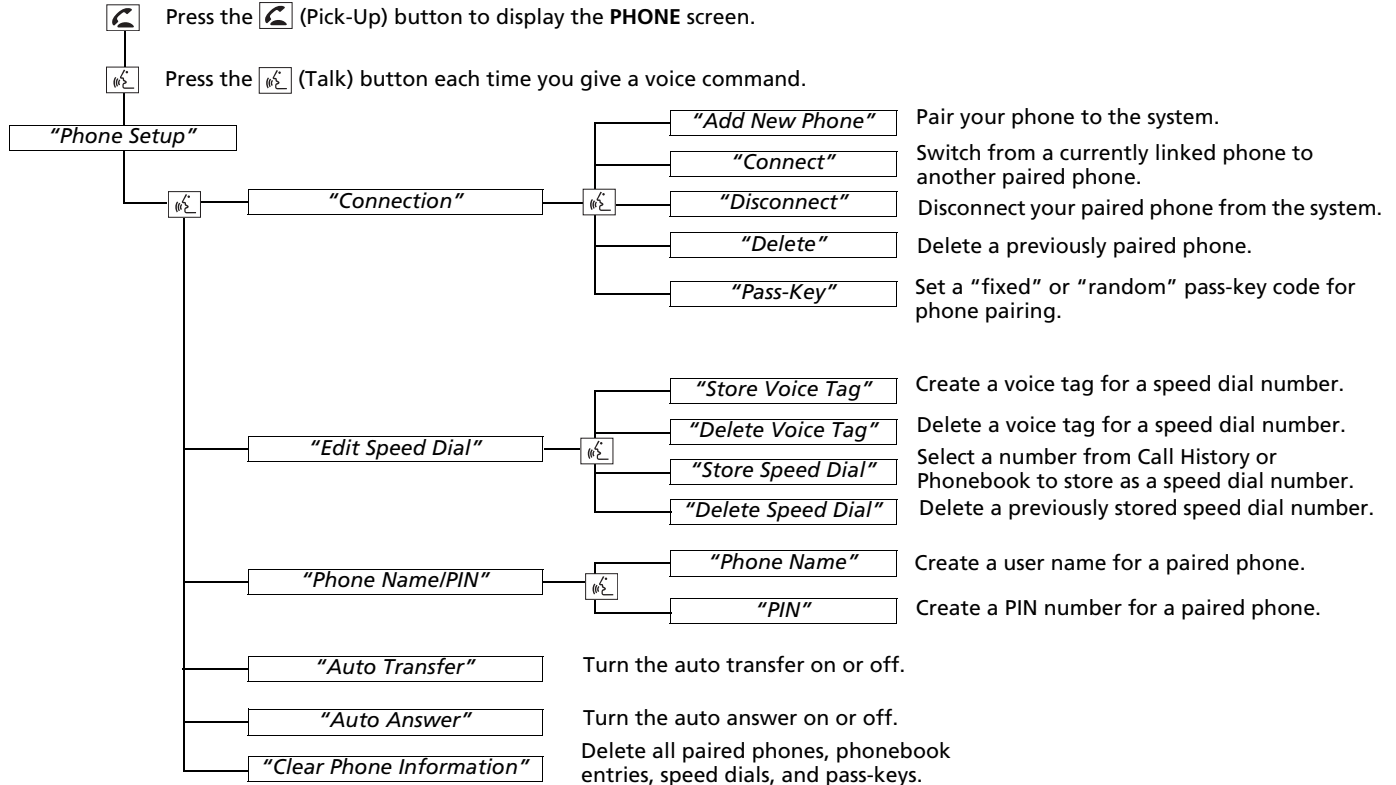 Press the (Pick-Up) button to display the PHONE screen.
Press the (Talk) button each time you give a voice command.
"Phone Setup"
"Connection"
"Add New Phone"
Pair your phone to the system.
"Connect"
Switch from a currently linked phone to
another paired phone.
"Disconnect"
Disconnect your paired phone from the system.
"Delete"
Delete a previously paired phone.
"Pass-Key"
Set a “fixed” or “random” pass-key code for
phone pairing.
"Edit Speed Dial"
"Store Voice Tag"
Create a voice tag for a speed dial number.
"Delete Voice Tag"
Delete a voice tag for a speed dial number.
"Store Speed Dial"
Select a number from Call History or
Phonebook to store as a speed dial number.
"Delete Speed Dial"
Delete a previously stored speed dial number.
"Phone Name/PIN"
"Phone Name"
Create a user name for a paired phone.
"PIN"
Create a PIN number for a paired phone.
"Auto Transfer"
Turn the auto transfer on or off.
"Auto Answer"
Turn the auto answer on or off.
"Clear Phone Information"
Delete all paired phones, phonebook
entries, speed dials, and pass-keys.